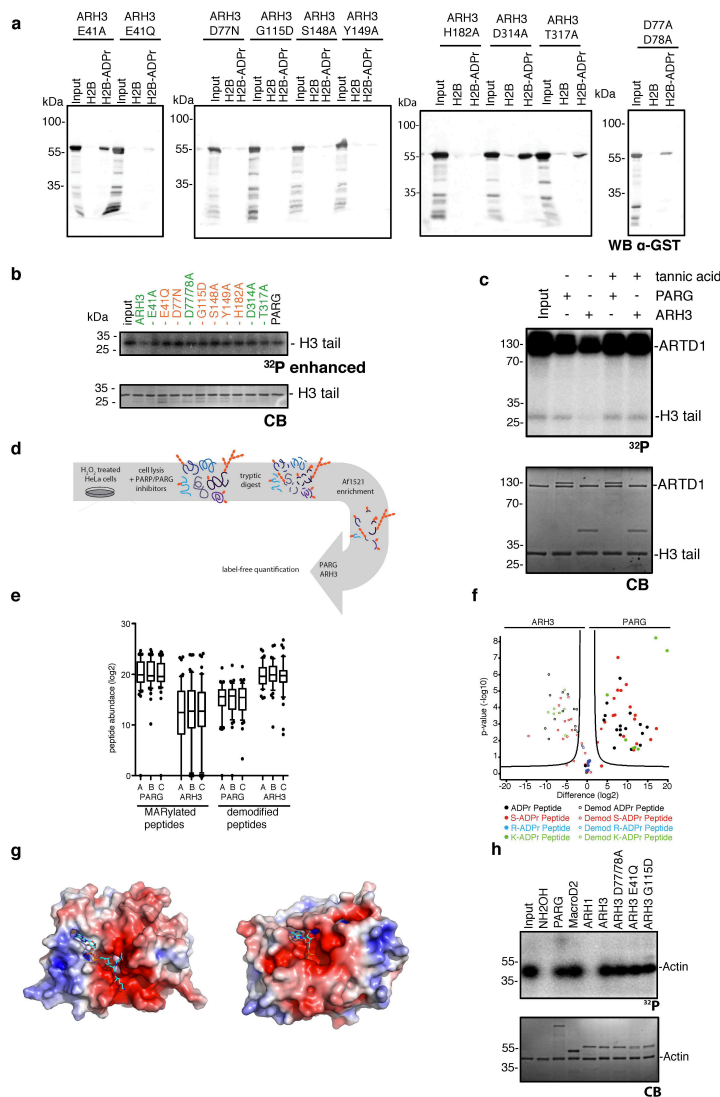 a
ARH3 ARH3
E41A E41Q
Input
H2B
H2B-ADPr
Input
H2B
H2B-ADPr
kDa
100-
55-
35-
ARH3 ARH3 ARH3 ARH3
D77N G115D S148A Y149A
Input
H2B
H2B-ADPr
Input
H2B
H2B-ADPr
Input
H2B
H2B-ADPr
Input
H2B
H2B-ADPr
kDa
100-
55-
35-
ARH3 ARH3 ARH3
H182A D314A T317A
Input
H2B
H2B-ADPr
Input
H2B
H2B-ADPr
Input
H2B
H2B-ADPr
kDa
100-
55-
35-
D77A
D78A
Input
H2B
H2B-ADPr
100-
55-
35-
WB α-GST
b
kDa
input
ARH3
- E41A
- E41Q
- D77N
- D77/78A
- G115D
- S148A
- Y149A
- H182A
- D314A
- T317A
PARG
35 -
25 -
- H3 tail
32P enhanced
35 -
25 -
- H3 tail
CB
c
- - - + + tannic acid
Input
- + - + - PARG
- - + - + ARH3
130-
70-
35-
25-
-ARTD1
-H3 tail
32P
130-
70-
35-
25-
-ARTD1
-H3 tail
CB
d
H2O2 treated
HeLa cells
cell lysis
+ PARP/PARG
inhibitors
tryptic
digest
Af1521
enrichment
PARG
ARH3
label-free quantification
e
peptide abundace (log2)
30
20
10
0
A B C A B C A B C A B C
PARG ARH3 PARG ARH3
MARylated
peptides
demodified
peptides
f
ARH3 PARG
p-value (-log10)
8
7
6
5
4
3
2
1
0
-20 -15 -10 -5 0 5 10 15 20
Difference (log2)
ADPr Peptide Demod ADPr Peptide
S-ADPr Peptide Demod S-ADPr Peptide
R-ADPr Peptide Demod R-ADPr Peptide
K-ADPr Peptide Demod K-ADPr Peptide
g
h
Input
NH2OH
PARG
MacroD2
ARH1
ARH3
ARH3 D77/78A
ARH3 E41Q
ARH3 G115D
55-
35-
-Actin
32P
55-
35-
-Actin
CB